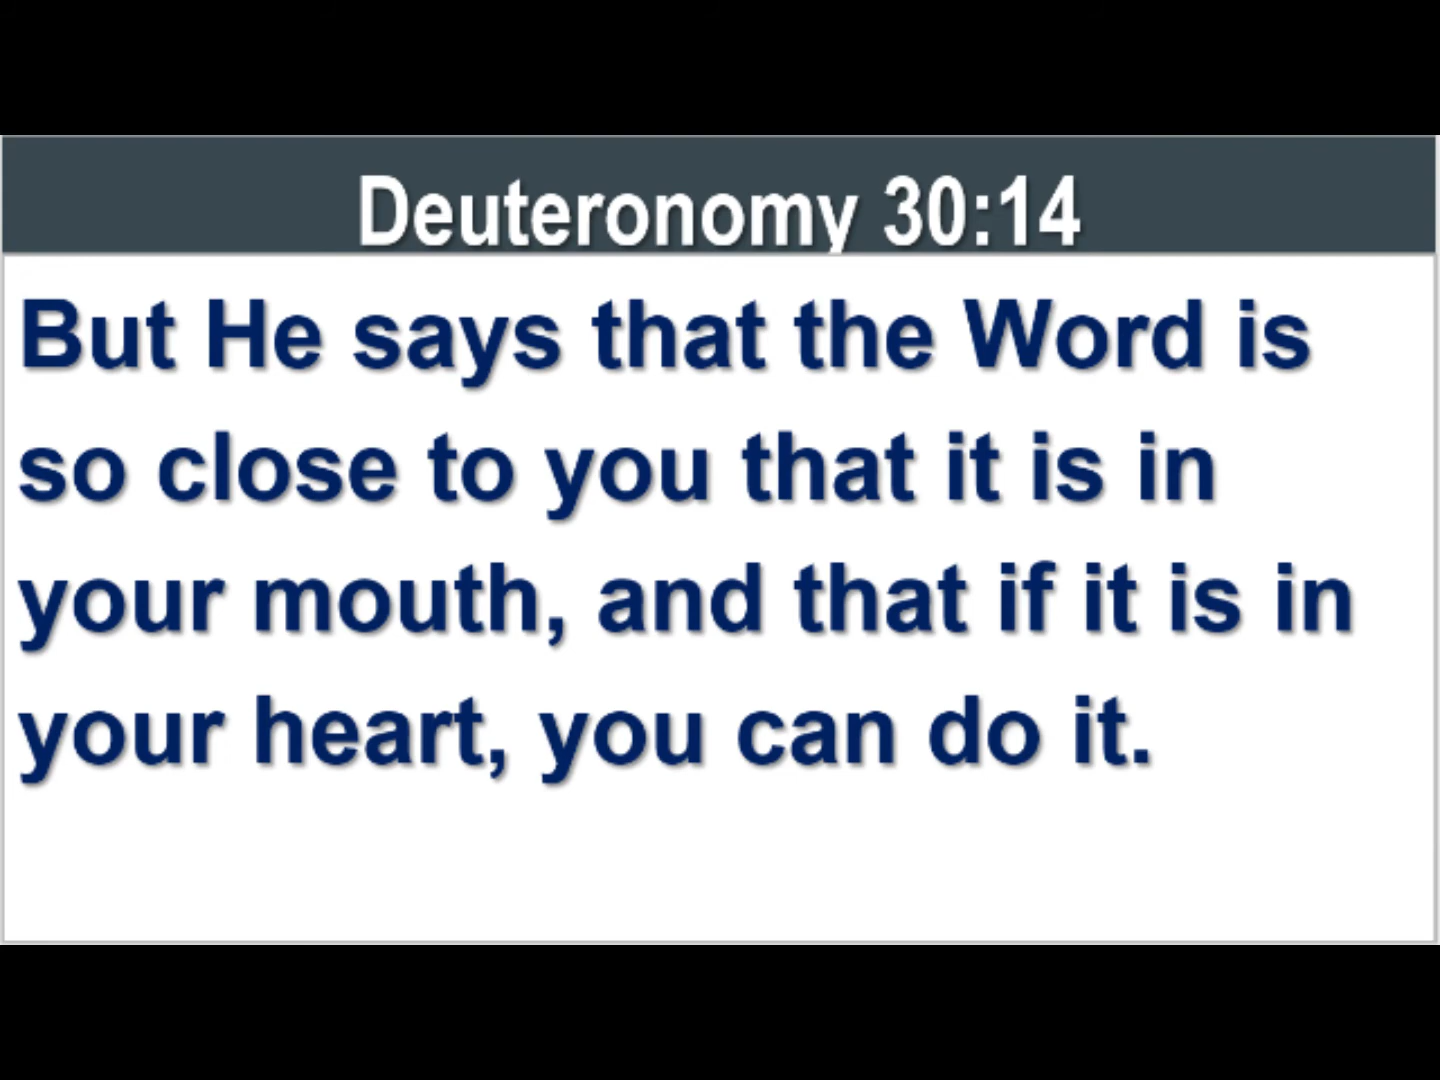 Deuteronomy 30:14
But He says that the Word is
so close to you that it is in
your mouth, and that if it is in
your heart, you can do it.